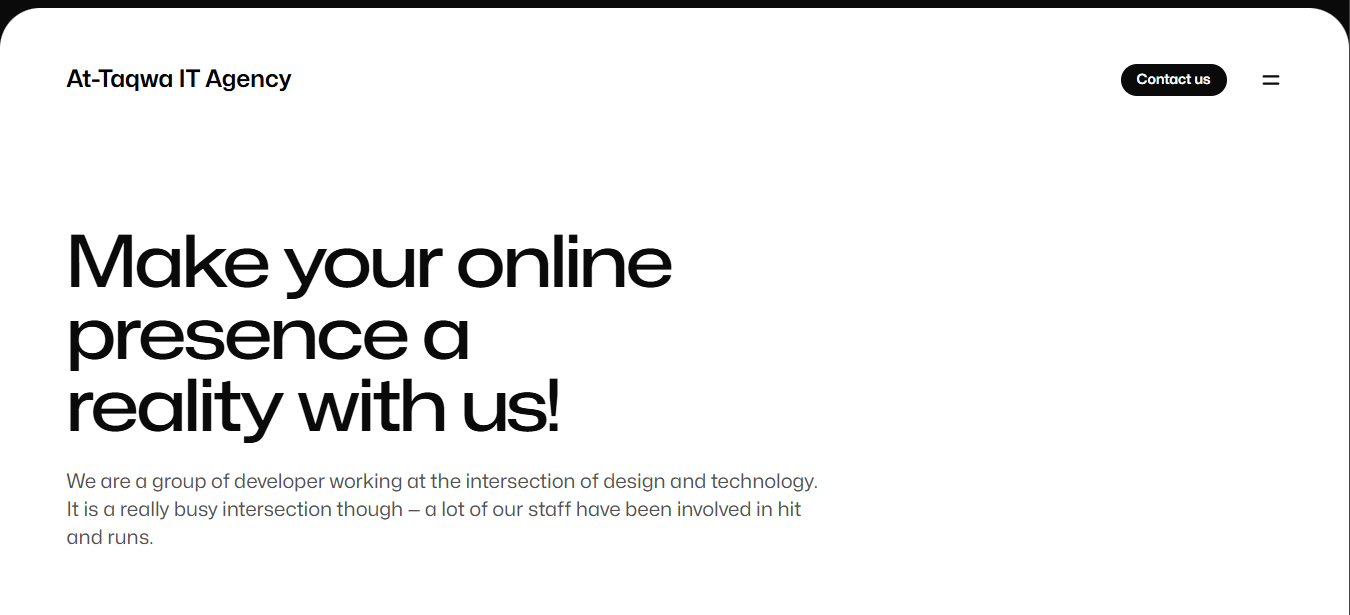 At-Taqwa IT Agency
Contact us
Make your online
presence a
reality with us!
We are a group of developer working at the intersection of design and technology.
It is a really busy intersection though — a lot of our staff have been involved in hit
and runs.